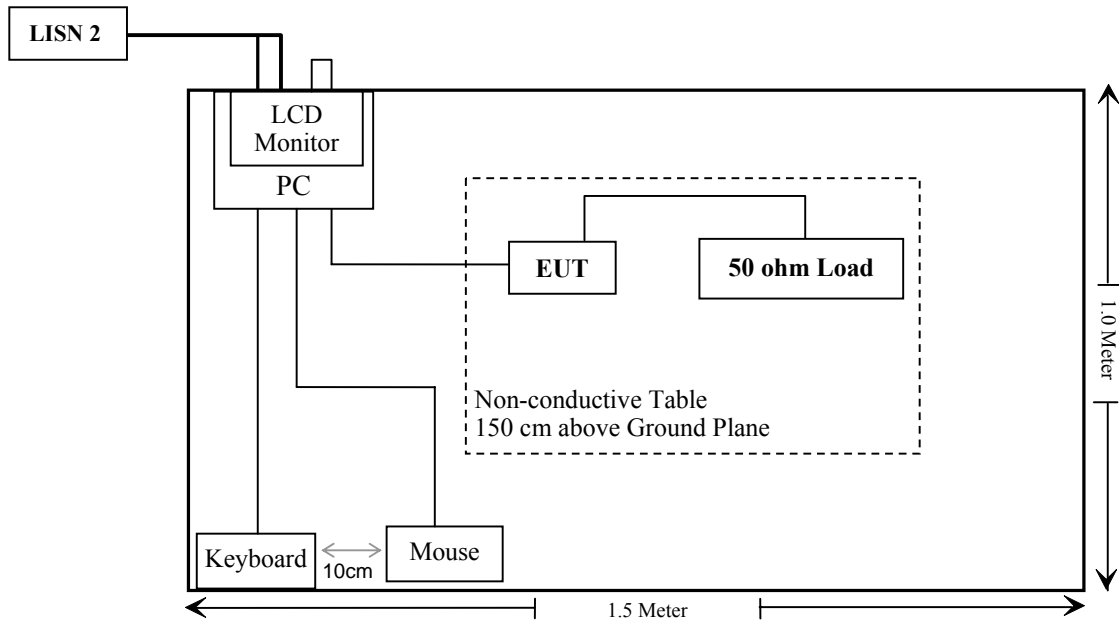 LISN 2
LCD
Monitor
PC
EUT
50 ohm Load
1.0 Meter
Non-conductive Table
150 cm above Ground Plane
Keyboard
10cm
Mouse
1.5 Meter